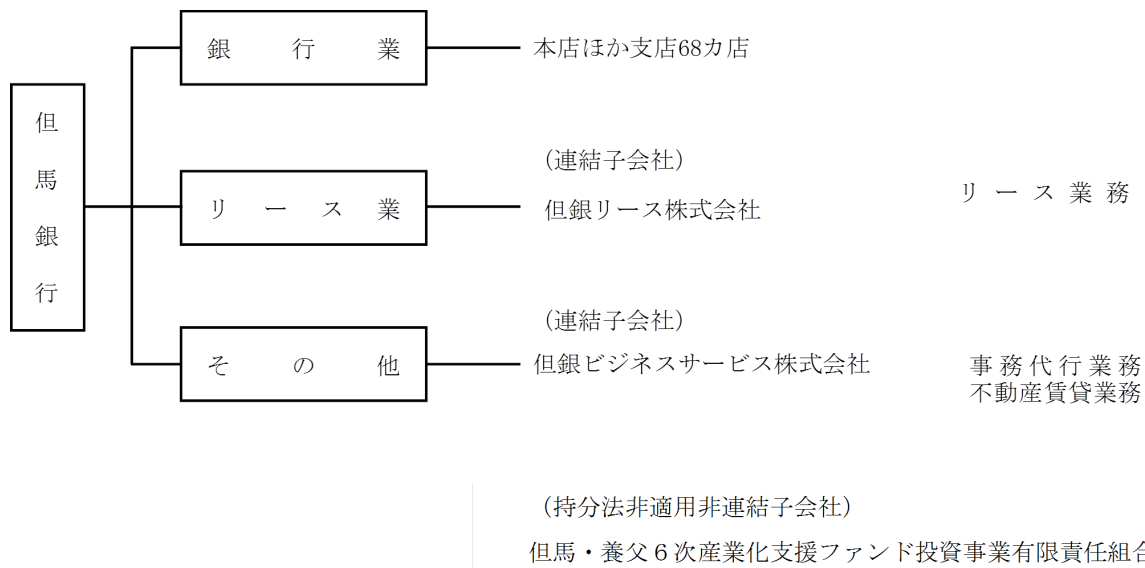 但馬銀行
銀行業
本店ほか支店68カ店
リース業
(連結子会社)
但銀リース株式会社
リース業務
その他
(連結子会社)
但銀ビジネスサービス株式会社
事務代行業務
不動産賃貸業務
(持分法非適用非連結子会社)
但馬・養父６次産業化支援ファンド投資事業有限責任組合